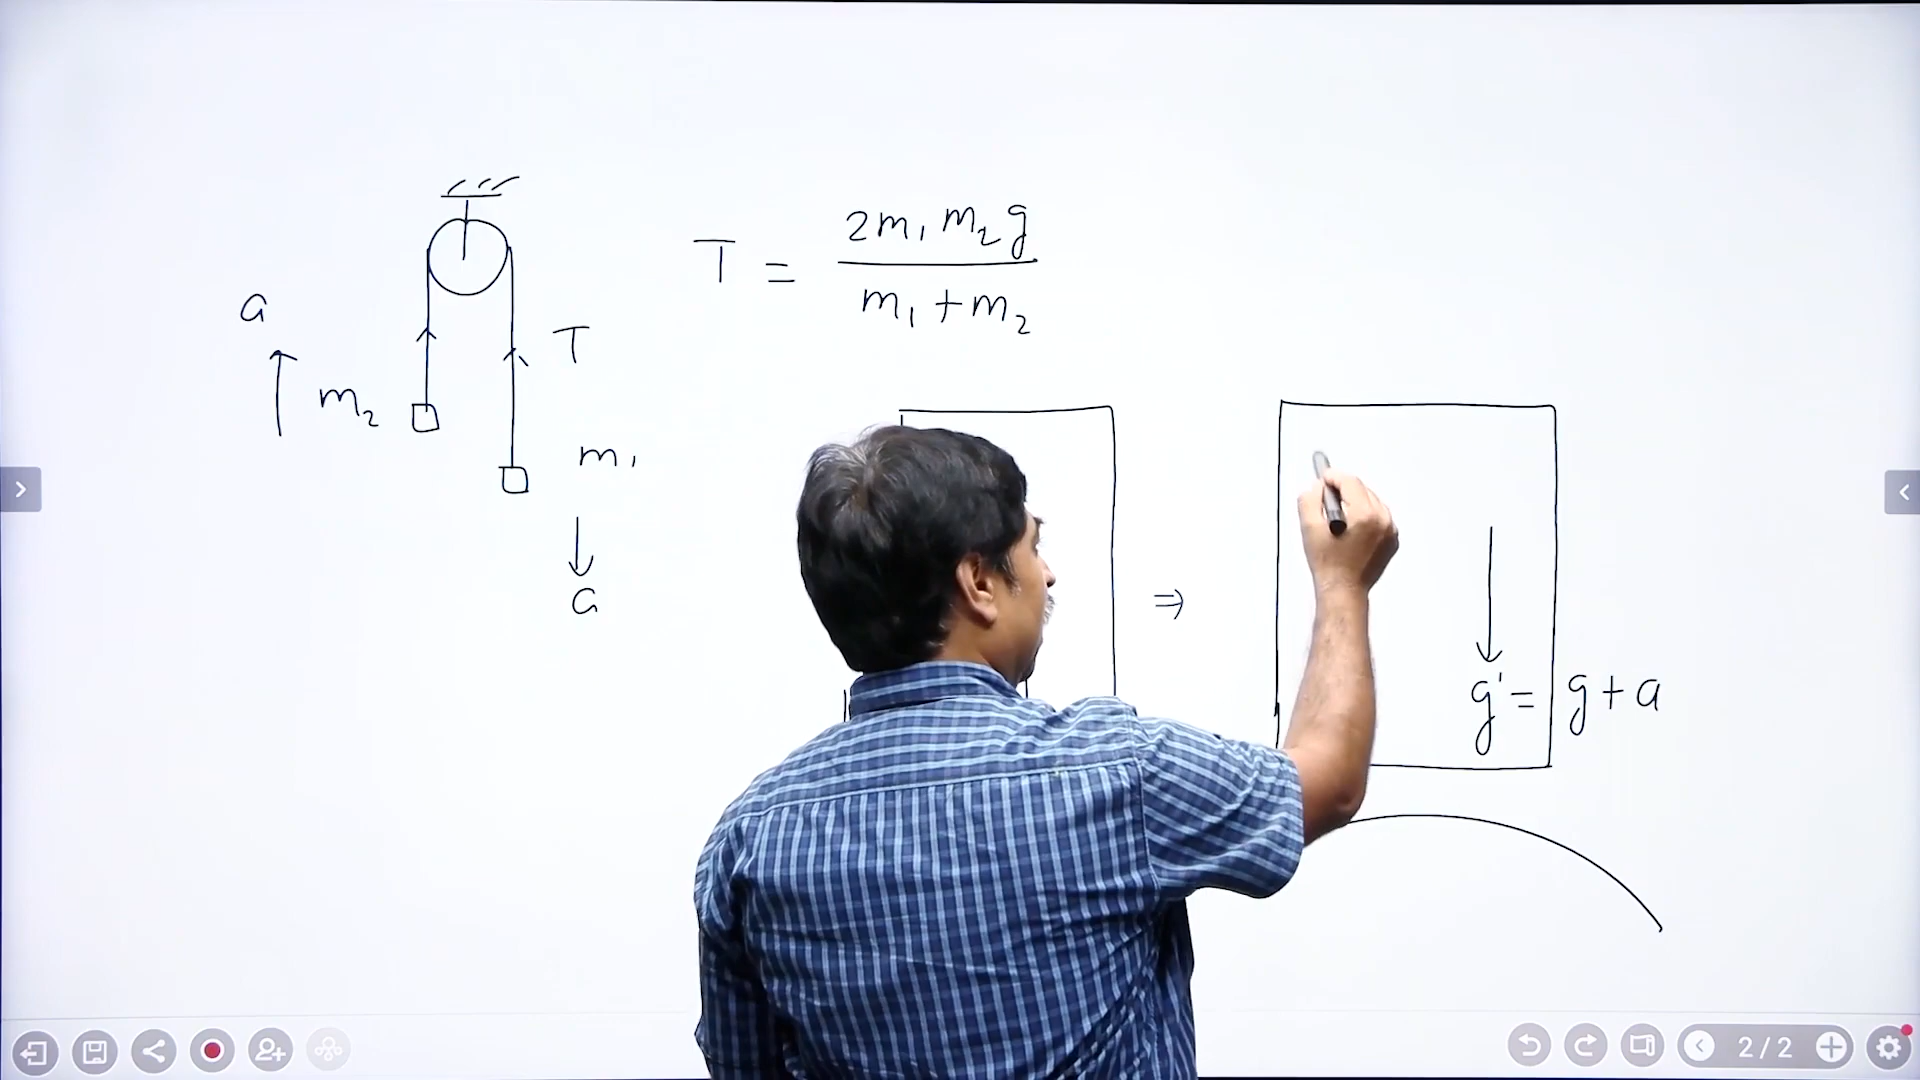 T = 2m₁m₂g / m₁+m₂
a
T
m₂
m₁
a
⇒
g' = g+a
2/2